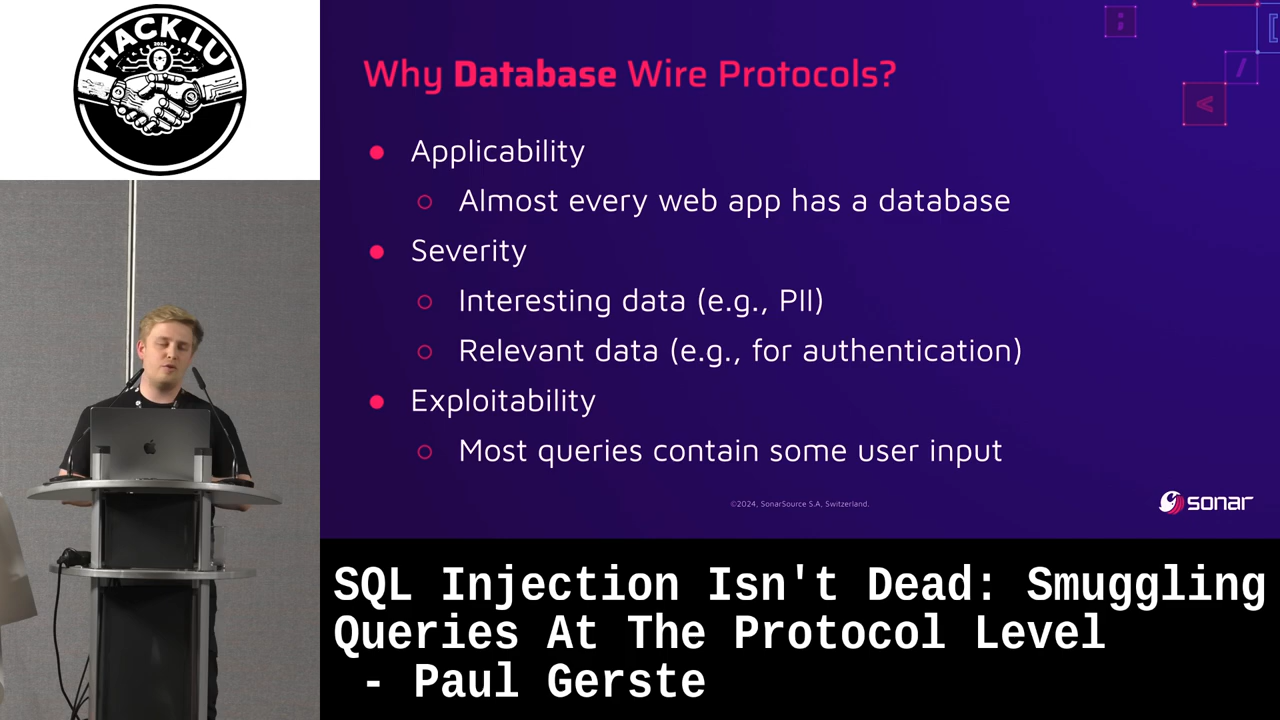 HACK.LU
2024
Why Database Wire Protocols?
; 
/
<
[
● Applicability
○ Almost every web app has a database
● Severity
○ Interesting data (e.g., PII)
○ Relevant data (e.g., for authentication)
● Exploitability
○ Most queries contain some user input
©2024, SonarSource S.A, Switzerland.
sonar
SQL Injection Isn't Dead: Smuggling
Queries At The Protocol Level
- Paul Gerste